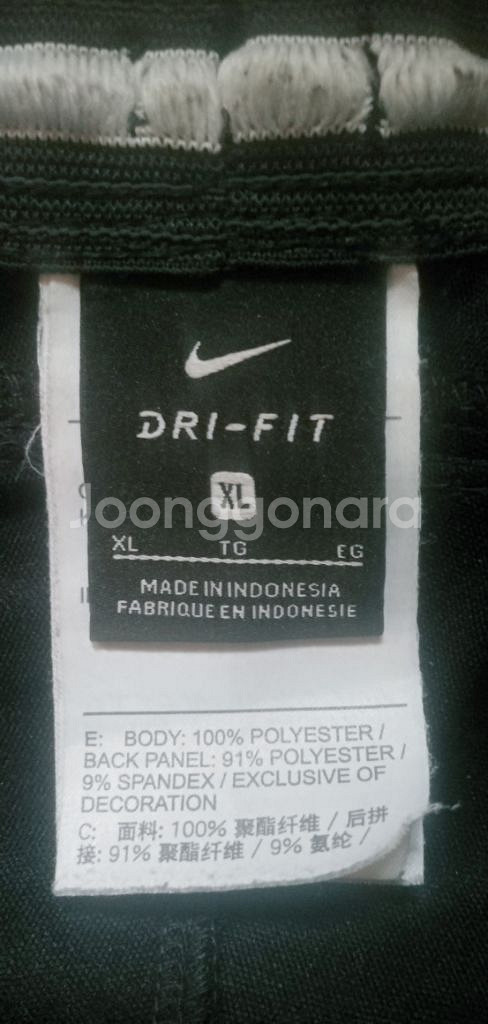 DRI-FIT
XL
Joonggonara
XL TG EG
MADE IN INDONESIA
FABRIQUE EN INDONESIE
E: BODY: 100% POLYESTER /
BACK PANEL: 91% POLYESTER /
9% SPANDEX / EXCLUSIVE OF
DECORATION
C: 面料: 100% 聚酯纤维 / 后拼
接: 91% 聚酯纤维 / 9% 氨纶 /